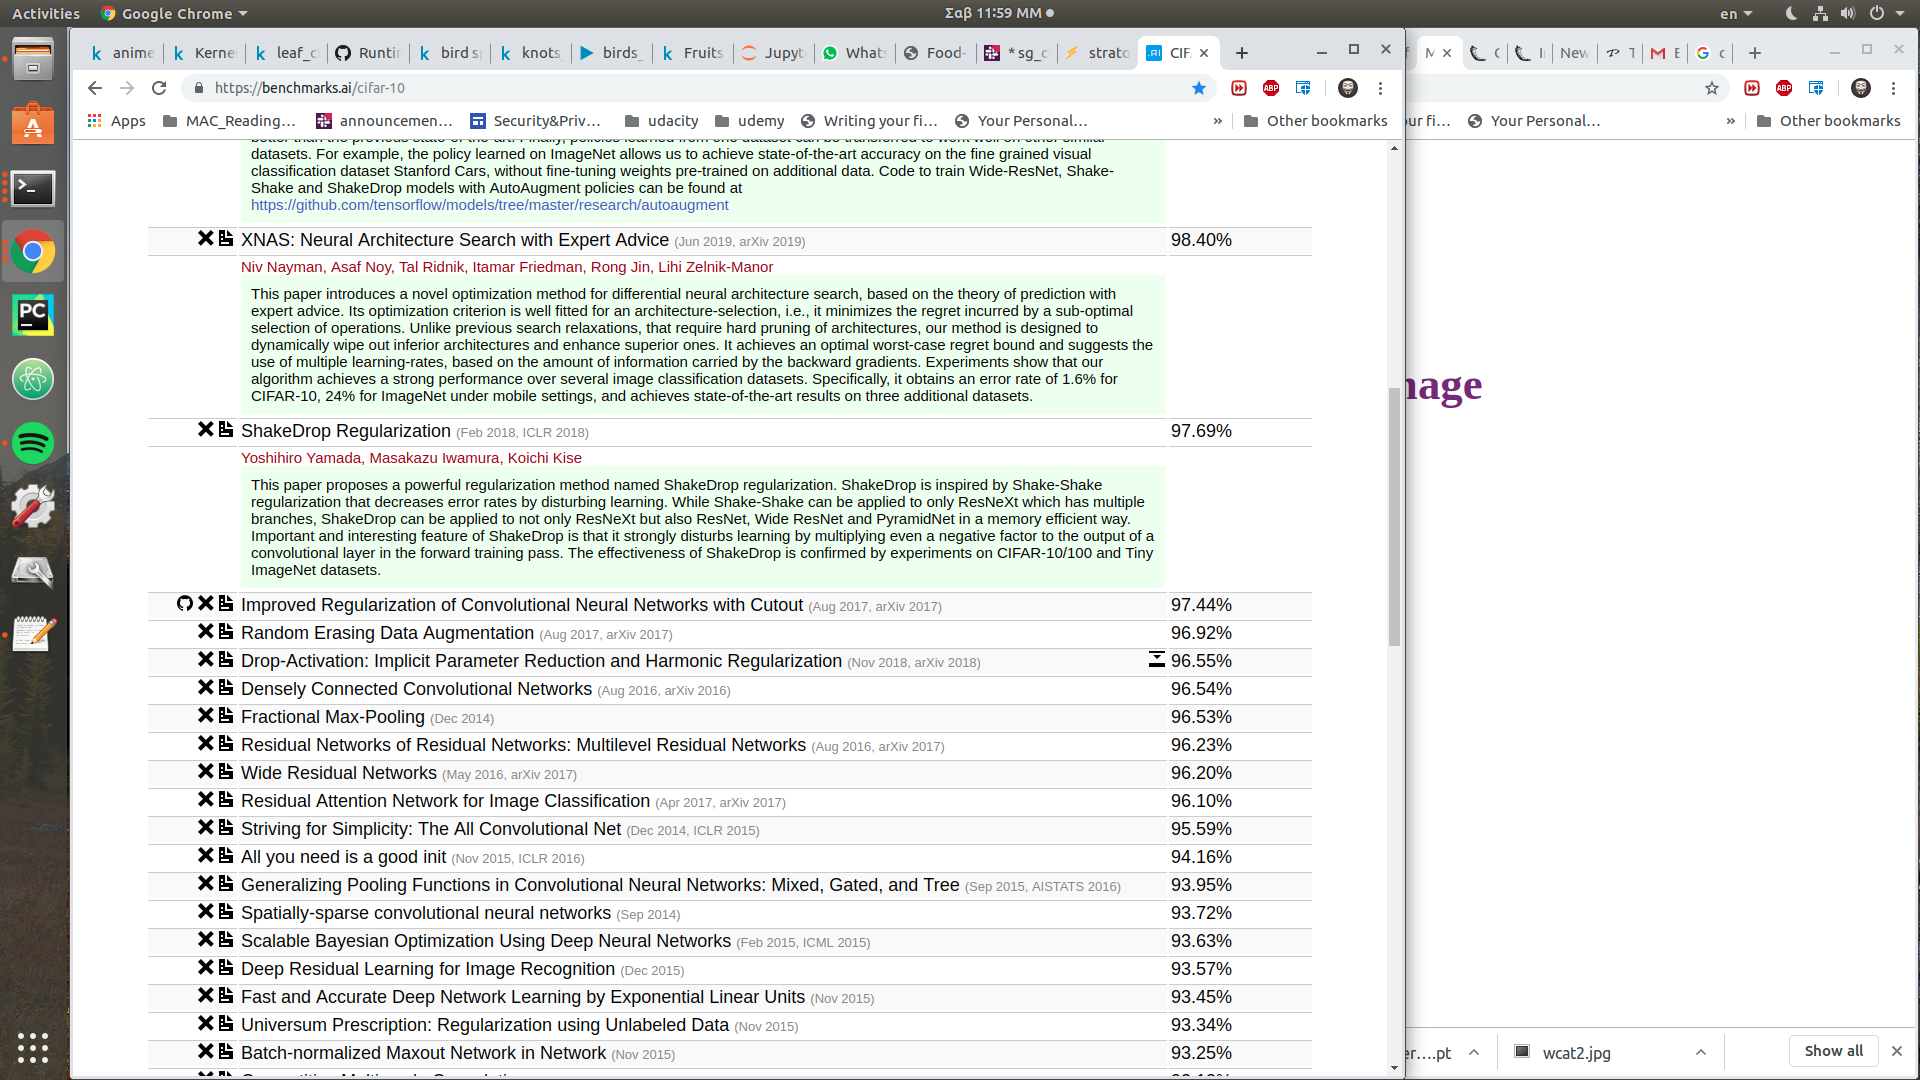 Activities
Google Chrome
Σαβ 11:59 ΜΜ
en
anime
Kerne
leaf_cl
Runtin
bird sp
knots
birds_
Fruits
Jupyte
Whats
Food-
*sg_c
strato
CIF
New
https://benchmarks.ai/cifar-10
Apps
MAC_Reading...
announcemen...
Security&Priv...
udacity
udemy
Writing your fi...
Your Personal...
»
Other bookmarks
ur fi...
Your Personal...
»
Other bookmarks
datasets. For example, the policy learned on ImageNet allows us to achieve state-of-the-art accuracy on the fine grained visual
classification dataset Stanford Cars, without fine-tuning weights pre-trained on additional data. Code to train Wide-ResNet, Shake-
Shake and ShakeDrop models with AutoAugment policies can be found at
https://github.com/tensorflow/models/tree/master/research/autoaugment
XNAS: Neural Architecture Search with Expert Advice (Jun 2019, arXiv 2019) 98.40%
Niv Nayman, Asaf Noy, Tal Ridnik, Itamar Friedman, Rong Jin, Lihi Zelnik-Manor
This paper introduces a novel optimization method for differential neural architecture search, based on the theory of prediction with
expert advice. Its optimization criterion is well fitted for an architecture-selection, i.e., it minimizes the regret incurred by a sub-optimal
selection of operations. Unlike previous search relaxations, that require hard pruning of architectures, our method is designed to
dynamically wipe out inferior architectures and enhance superior ones. It achieves an optimal worst-case regret bound and suggests the
use of multiple learning-rates, based on the amount of information carried by the backward gradients. Experiments show that our
algorithm achieves a strong performance over several image classification datasets. Specifically, it obtains an error rate of 1.6% for
CIFAR-10, 24% for ImageNet under mobile settings, and achieves state-of-the-art results on three additional datasets.
nage
ShakeDrop Regularization (Feb 2018, ICLR 2018) 97.69%
Yoshihiro Yamada, Masakazu Iwamura, Koichi Kise
This paper proposes a powerful regularization method named ShakeDrop regularization. ShakeDrop is inspired by Shake-Shake
regularization that decreases error rates by disturbing learning. While Shake-Shake can be applied to only ResNeXt which has multiple
branches, ShakeDrop can be applied to not only ResNeXt but also ResNet, Wide ResNet and PyramidNet in a memory efficient way.
Important and interesting feature of ShakeDrop is that it strongly disturbs learning by multiplying even a negative factor to the output of a
convolutional layer in the forward training pass. The effectiveness of ShakeDrop is confirmed by experiments on CIFAR-10/100 and Tiny
ImageNet datasets.
Improved Regularization of Convolutional Neural Networks with Cutout (Aug 2017, arXiv 2017) 97.44%
Random Erasing Data Augmentation (Aug 2017, arXiv 2017) 96.92%
Drop-Activation: Implicit Parameter Reduction and Harmonic Regularization (Nov 2018, arXiv 2018) 96.55%
Densely Connected Convolutional Networks (Aug 2016, arXiv 2016) 96.54%
Fractional Max-Pooling (Dec 2014) 96.53%
Residual Networks of Residual Networks: Multilevel Residual Networks (Aug 2016, arXiv 2017) 96.23%
Wide Residual Networks (May 2016, arXiv 2017) 96.20%
Residual Attention Network for Image Classification (Apr 2017, arXiv 2017) 96.10%
Striving for Simplicity: The All Convolutional Net (Dec 2014, ICLR 2015) 95.59%
All you need is a good init (Nov 2015, ICLR 2016) 94.16%
Generalizing Pooling Functions in Convolutional Neural Networks: Mixed, Gated, and Tree (Sep 2015, AISTATS 2016) 93.95%
Spatially-sparse convolutional neural networks (Sep 2014) 93.72%
Scalable Bayesian Optimization Using Deep Neural Networks (Feb 2015, ICML 2015) 93.63%
Deep Residual Learning for Image Recognition (Dec 2015) 93.57%
Fast and Accurate Deep Network Learning by Exponential Linear Units (Nov 2015) 93.45%
Universum Prescription: Regularization using Unlabeled Data (Nov 2015) 93.34%
Batch-normalized Maxout Network in Network (Nov 2015) 93.25%
er....pt
wcat2.jpg
Show all